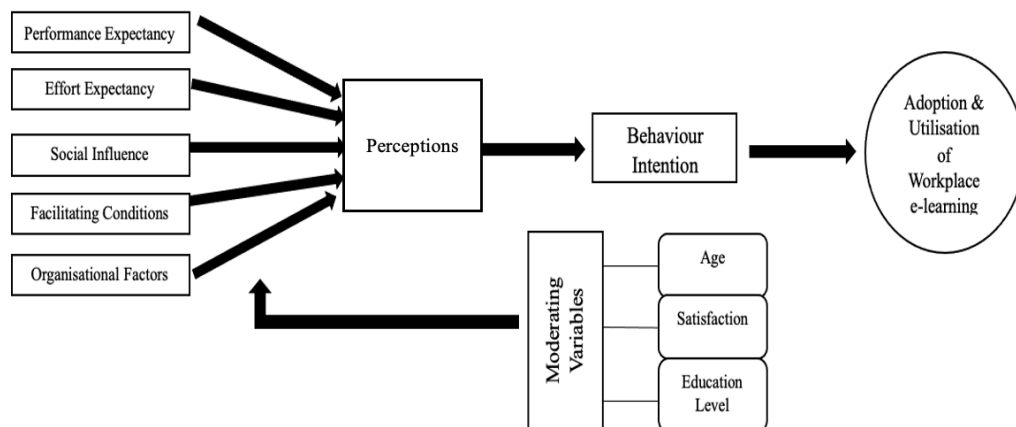 Performance Expectancy
Effort Expectancy
Social Influence
Facilitating Conditions
Organisational Factors
Perceptions
Behaviour
Intention
Adoption &
Utilisation
of
Workplace
e-learning
Moderating
Variables
Age
Satisfaction
Education
Level